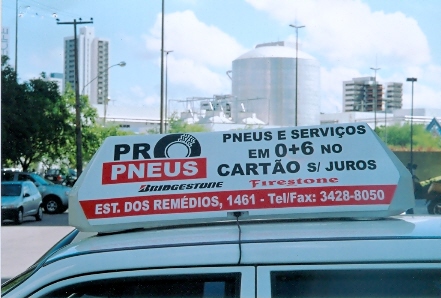 PRO
PNEUS
PNEUS E SERVIÇOS
EM 0+6 NO
CARTÃO S/ JUROS
BRIDGESTONE Firestone
EST. DOS REMÉDIOS, 1461 - Tel/Fax: 3428-8050